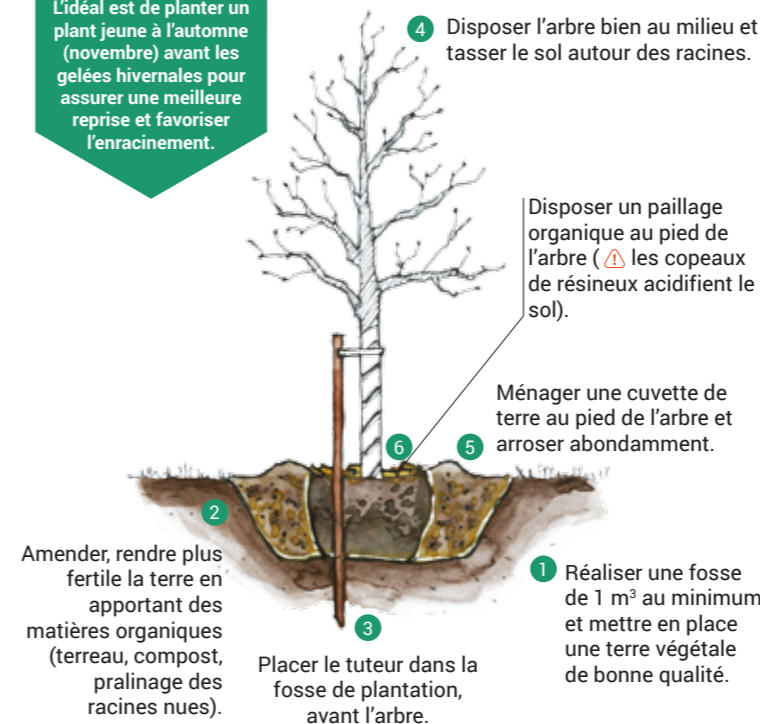 L'idéal est de planter un
plant jeune à l'automne
(novembre) avant les
gelées hivernales pour
assurer une meilleure
reprise et favoriser
l'enracinement.
4 Disposer l'arbre bien au milieu et
tasser le sol autour des racines.
Disposer un paillage
organique au pied de
l'arbre ( ⚠ les copeaux
de résineux acidifient le
sol).
Ménager une cuvette de
terre au pied de l'arbre et
6 5 arroser abondamment.
2
Amender, rendre plus
fertile la terre en
apportant des
matières organiques
(terreau, compost,
pralinage des
racines nues).
3
Placer le tuteur dans la
fosse de plantation,
avant l'arbre.
1 Réaliser une fosse
de 1 m³ au minimum
et mettre en place
une terre végétale
de bonne qualité.